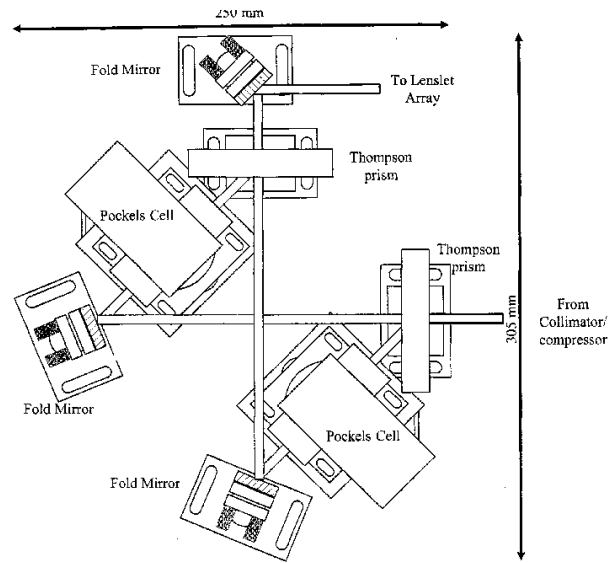 250 mm
Fold Mirror
To Lenslet
Array
Thompson
prism
Pockels Cell
Thompson
prism
305 mm
From
Collimator/
compressor
Fold Mirror
Pockels Cell
Fold Mirror